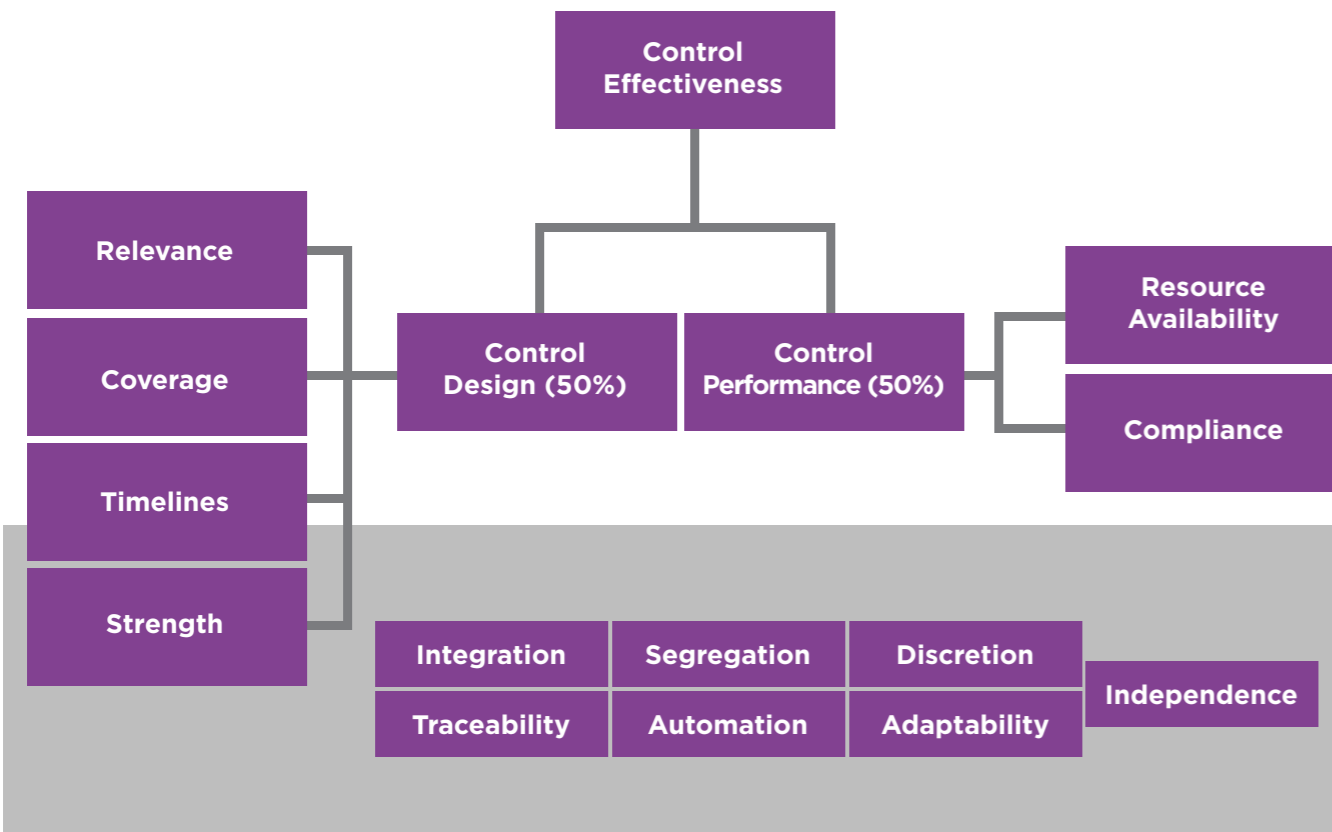 Control
Effectiveness
Relevance
Coverage
Timelines
Strength
Control
Design (50%)
Control
Performance (50%)
Resource
Availability
Compliance
Integration
Segregation
Discretion
Traceability
Automation
Adaptability
Independence